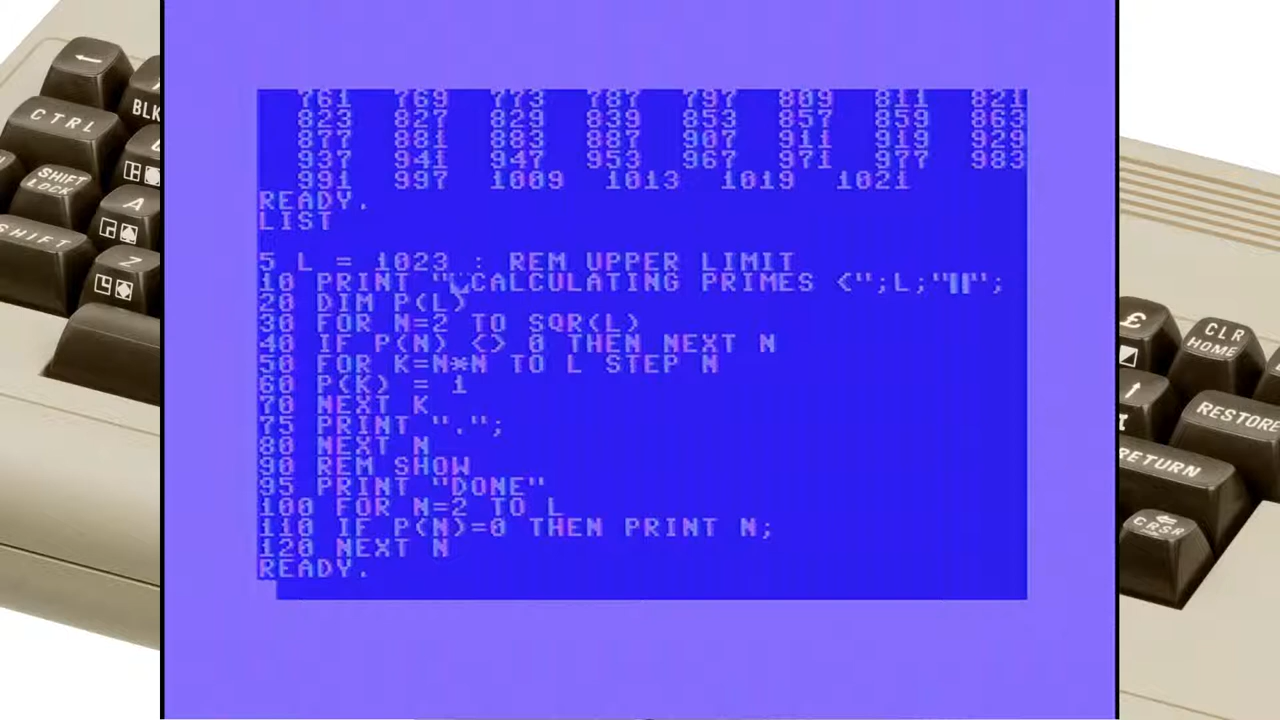 761 769 773 787 797 809 811 821
823 827 829 839 853 857 859 863
877 881 883 887 907 911 919 929
937 941 947 953 967 971 977 983
991 997 1009 1013 1019 1021
READY.
LIST
5 L = 1023 : REM UPPER LIMIT
10 PRINT "CALCULATING PRIMES <";L;"";
20 DIM P(L)
30 FOR N=2 TO SQR(L)
40 IF P(N) <> 0 THEN NEXT N
50 FOR K=N*N TO L STEP N
60 P(K) = 1
70 NEXT K
75 PRINT ".";
80 NEXT N
90 REM SHOW
95 PRINT "DONE"
100 FOR N=2 TO L
110 IF P(N)=0 THEN PRINT N;
120 NEXT N
READY.
←
BLK
CTRL
SHIFT
LOCK
A
SHIFT
Z
£
CLR
HOME
↑
π
RESTORE
RETURN
←
CRSR